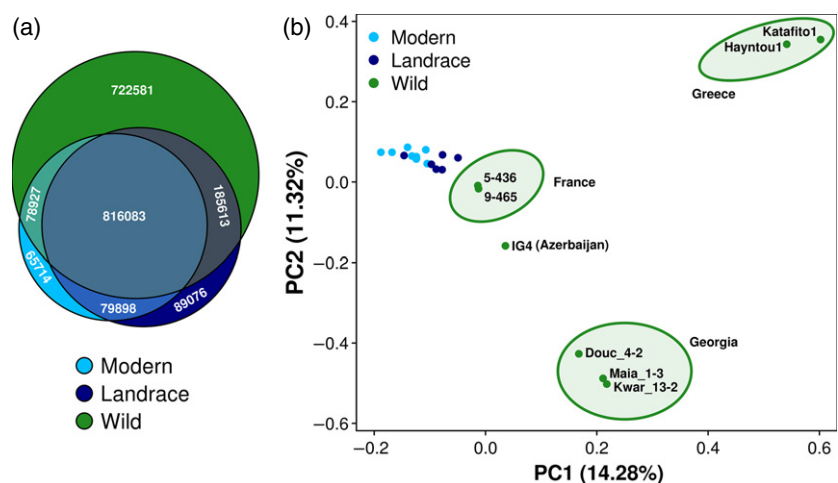 (a)
722581
78927
816083
185613
65714
79898
89076
Modern
Landrace
Wild
(b)
Modern
Landrace
Wild
PC2 (11.32%)
0.4
0.2
0.0
−0.2
−0.4
−0.6
Katafito1
Hayntou1
Greece
5-436
9-465
France
IG4 (Azerbaijan)
Georgia
Douc_4-2
Maia_1-3
Kwar_13-2
−0.2
0.0
0.2
0.4
0.6
PC1 (14.28%)